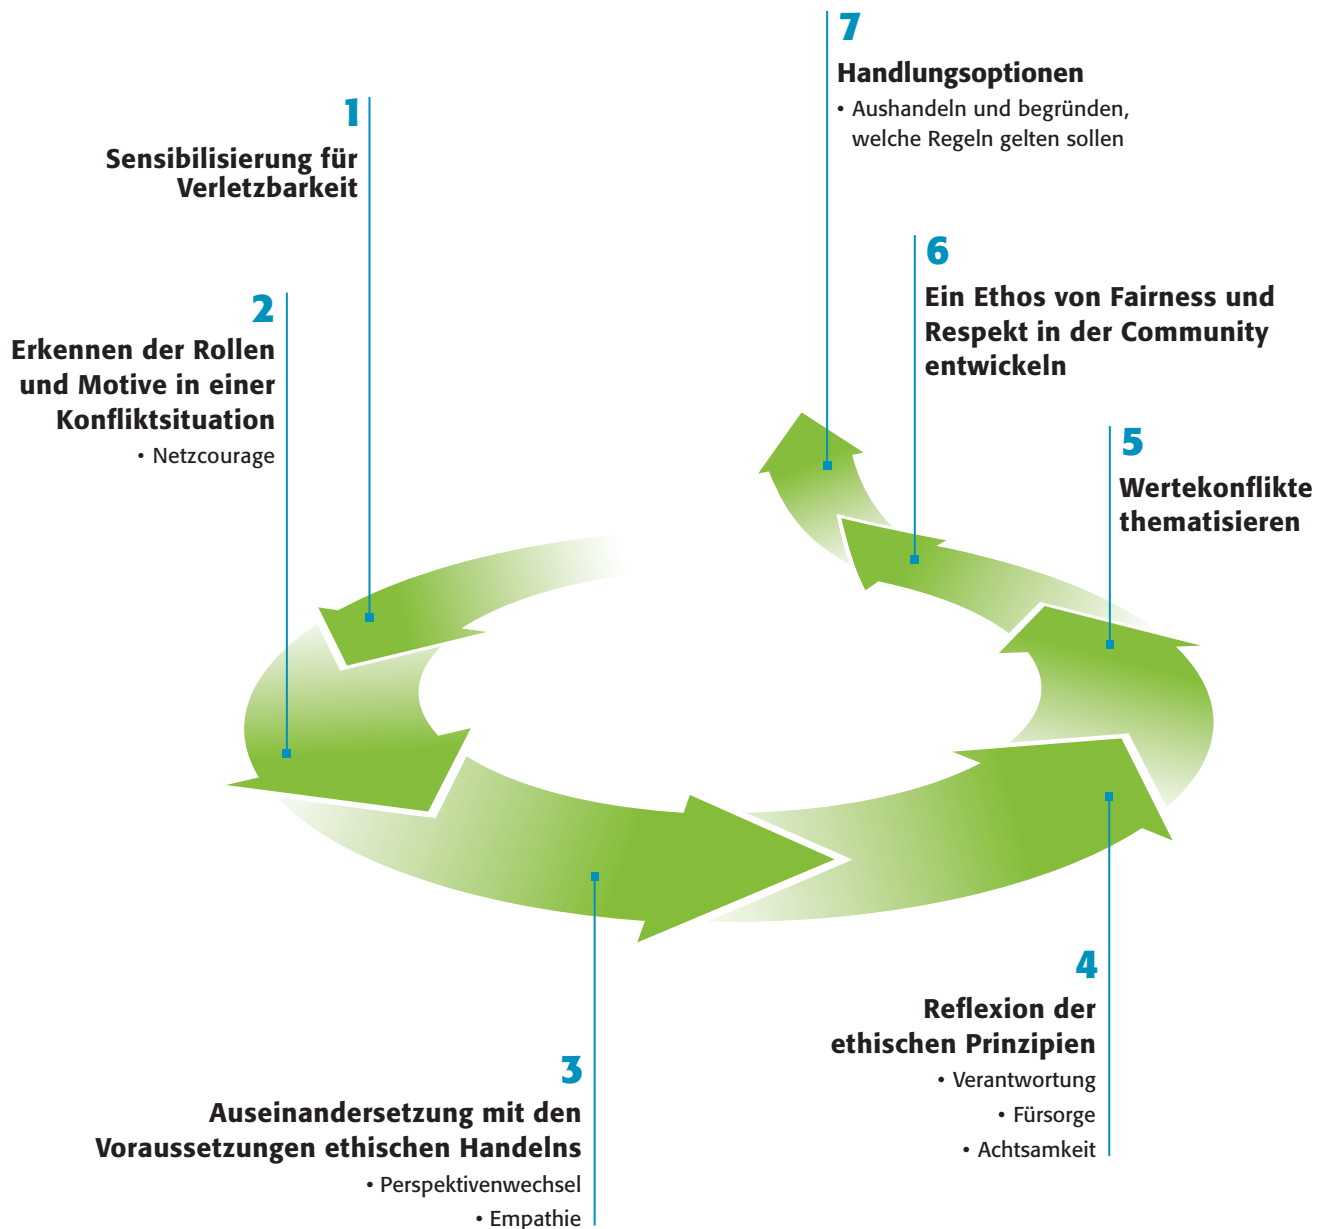 1
Sensibilisierung für
Verletzbarkeit
2
Erkennen der Rollen
und Motive in einer
Konfliktsituation
• Netzcourage
3
Auseinandersetzung mit den
Voraussetzungen ethischen Handelns
• Perspektivenwechsel
• Empathie
4
Reflexion der
ethischen Prinzipien
• Verantwortung
• Fürsorge
• Achtsamkeit
5
Wertekonflikte
thematisieren
6
Ein Ethos von Fairness und
Respekt in der Community
entwickeln
7
Handlungsoptionen
• Aushandeln und begründen,
welche Regeln gelten sollen